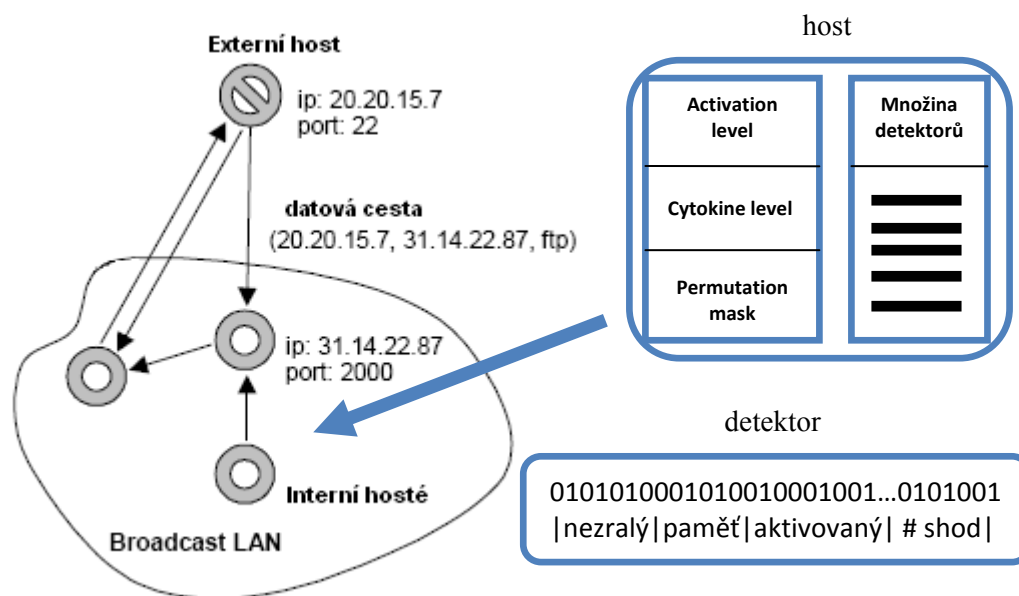 Externí host
ip: 20.20.15.7
port: 22
datová cesta
(20.20.15.7, 31.14.22.87, ftp)
ip: 31.14.22.87
port: 2000
Interní hosté
Broadcast LAN
host
Activation
level
Cytokine level
Permutation
mask
Množina
detektorů
detektor
0101010001010010001001...0101001
|nezralý|paměť|aktivovaný| # shod|